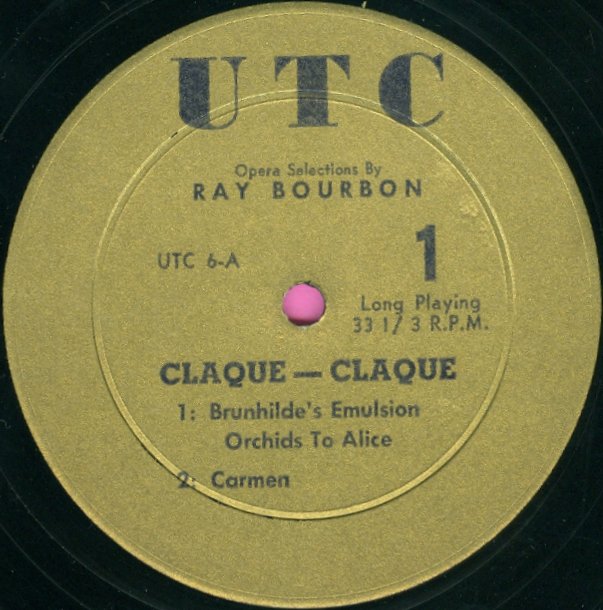 UTC
Opera Selections By
RAY BOURBON
UTC 6-A
1
Long Playing
33 1/3 R.P.M.
CLAQUE — CLAQUE
1: Brunhilde's Emulsion
Orchids To Alice
2: Carmen